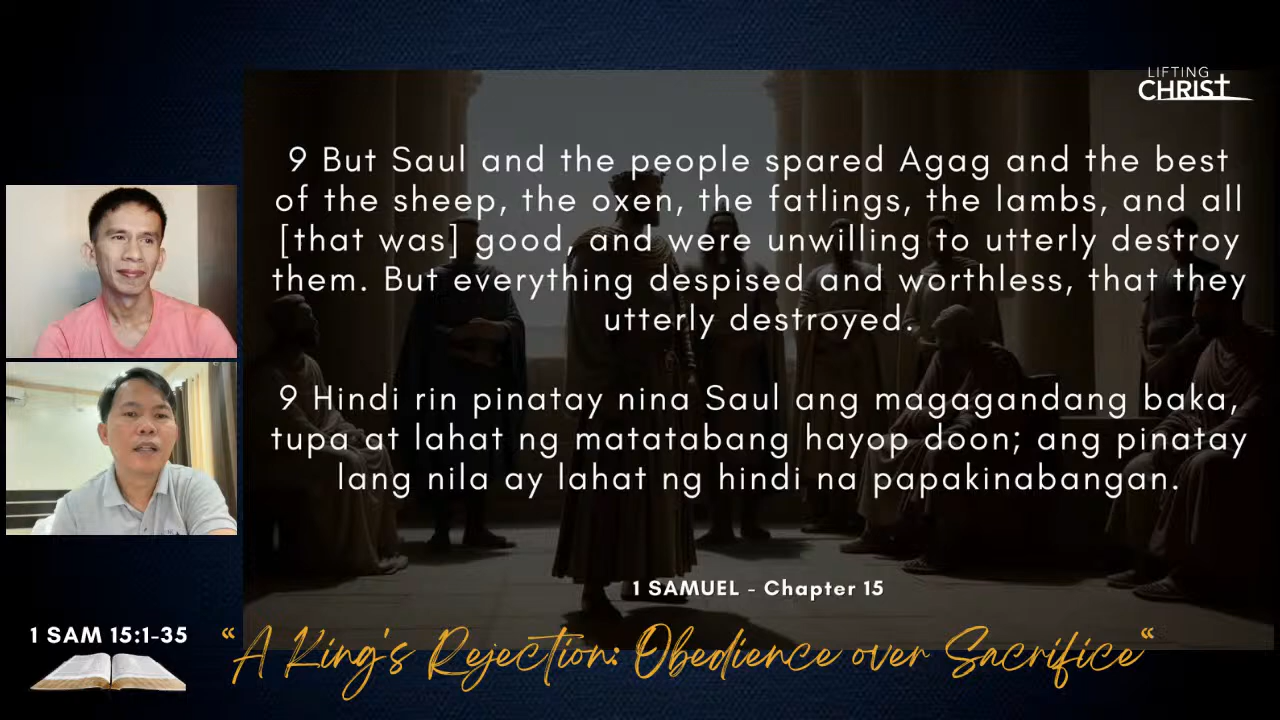 LIFTING
CHRIST
9 But Saul and the people spared Agag and the best
of the sheep, the oxen, the fatlings, the lambs, and all
[that was] good, and were unwilling to utterly destroy
them. But everything despised and worthless, that they
utterly destroyed.
9 Hindi rin pinatay nina Saul ang magagandang baka,
tupa at lahat ng matatabang hayop doon; ang pinatay
lang nila ay lahat ng hindi na papakinabangan.
1 SAMUEL - Chapter 15
1 SAM 15:1-35
“A King's Rejection: Obedience over Sacrifice“